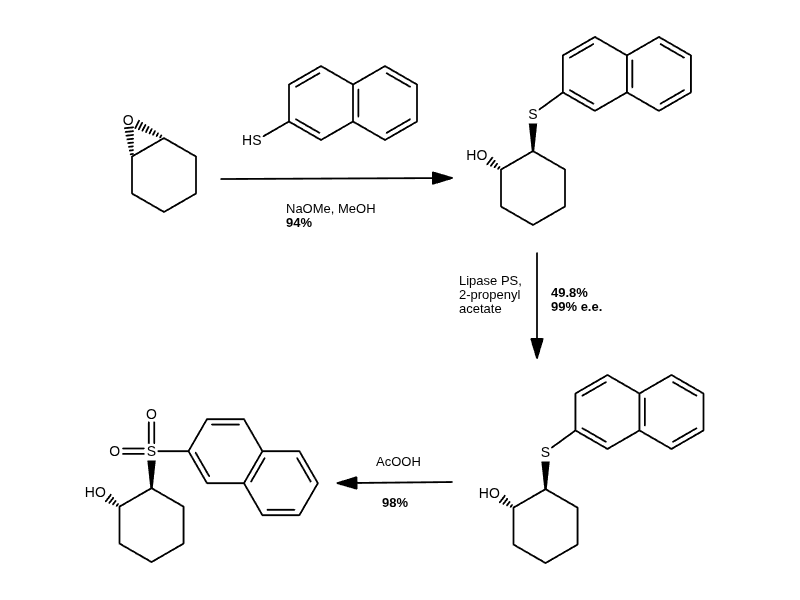 O
HS
NaOMe, MeOH
94%
S
HO
Lipase PS,
2-propenyl
acetate
49.8%
99% e.e.
S
HO
AcOOH
98%
O
O
S
HO